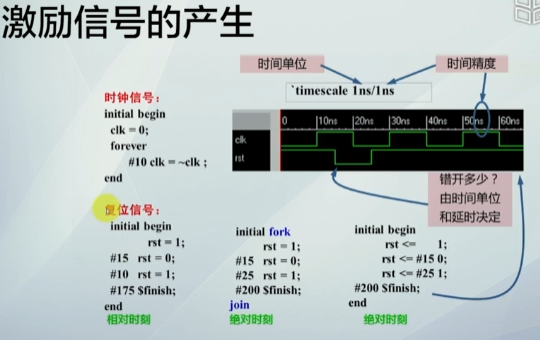 激励信号的产生
时间单位
时间精度
`timescale 1ns/1ns
时钟信号：
initial begin
clk = 0;
forever
#10 clk = ~clk ;
end
0 10ns 20ns 30ns 40ns 50ns 60ns
clk
rst
错开多少？
由时间单位
和延时决定
复位信号：
initial begin
rst = 1;
#15 rst = 0;
#10 rst = 1;
#175 $finish;
end
相对时刻
initial fork
rst = 1;
#15 rst = 0;
#25 rst = 1;
#200 $finish;
join
绝对时刻
initial begin
rst <= 1;
rst <= #15 0;
rst <= #25 1;
#200 $finish;
end
绝对时刻